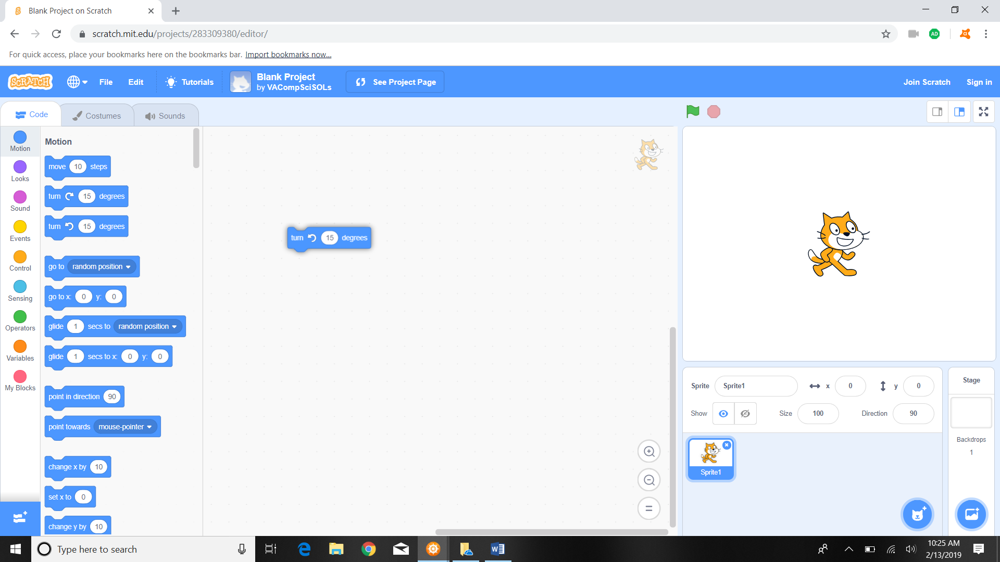 Blank Project on Scratch
scratch.mit.edu/projects/283309380/editor/
AD
For quick access, place your bookmarks here on the bookmarks bar. Import bookmarks now...
SCRATCH
File
Edit
Tutorials
Blank Project
by VACompSciSOLs
See Project Page
Join Scratch
Sign in
Code
Costumes
Sounds
Motion
Looks
Sound
Events
Control
Sensing
Operators
Variables
My Blocks
Motion
move 10 steps
turn 15 degrees
turn 15 degrees
go to random position
go to x: 0 y: 0
glide 1 secs to random position
glide 1 secs to x: 0 y: 0
point in direction 90
point towards mouse-pointer
change x by 10
set x to 0
change y by 10
turn 15 degrees
Sprite Sprite1 x 0 y 0
Show Size 100 Direction 90
Sprite1
Stage
Backdrops
1
Type here to search
10:25 AM
2/13/2019